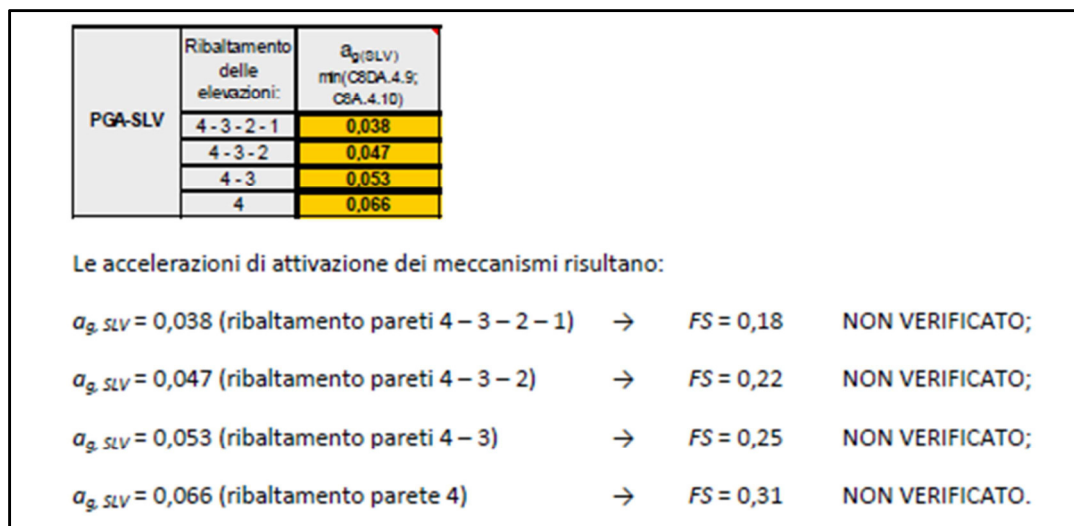 Ribaltamento
delle
elevazioni:
ag(SLV)
min(C8DA.4.9;
C8A.4.10)
PGA-SLV
4 - 3 - 2 - 1 0,038
4 - 3 - 2 0,047
4 - 3 0,053
4 0,066
Le accelerazioni di attivazione dei meccanismi risultano:
ag, SLV = 0,038 (ribaltamento pareti 4 – 3 – 2 – 1) → FS = 0,18 NON VERIFICATO;
ag, SLV = 0,047 (ribaltamento pareti 4 – 3 – 2) → FS = 0,22 NON VERIFICATO;
ag, SLV = 0,053 (ribaltamento pareti 4 – 3) → FS = 0,25 NON VERIFICATO;
ag, SLV = 0,066 (ribaltamento parete 4) → FS = 0,31 NON VERIFICATO.